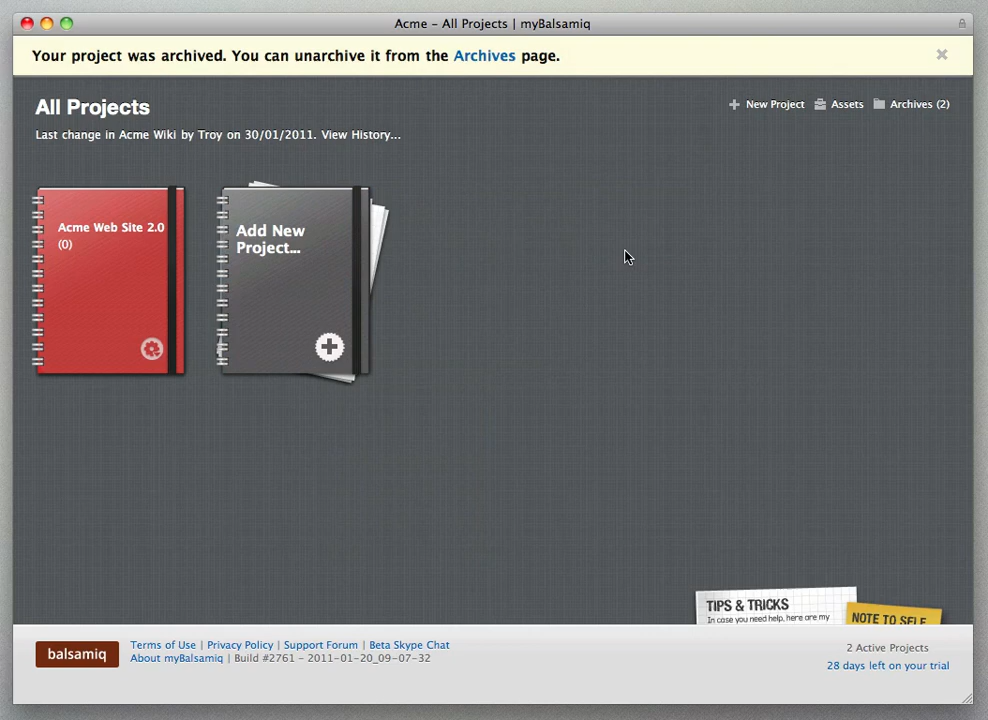 Acme – All Projects | myBalsamiq
Your project was archived. You can unarchive it from the Archives page.
All Projects
New Project Assets Archives (2)
Last change in Acme Wiki by Troy on 30/01/2011. View History...
Acme Web Site 2.0
(0)
Add New
Project...
TIPS & TRICKS
In case you need help, here are my
NOTE TO SELF
balsamiq
Terms of Use | Privacy Policy | Support Forum | Beta Skype Chat
About myBalsamiq | Build #2761 - 2011-01-20_09-07-32
2 Active Projects
28 days left on your trial